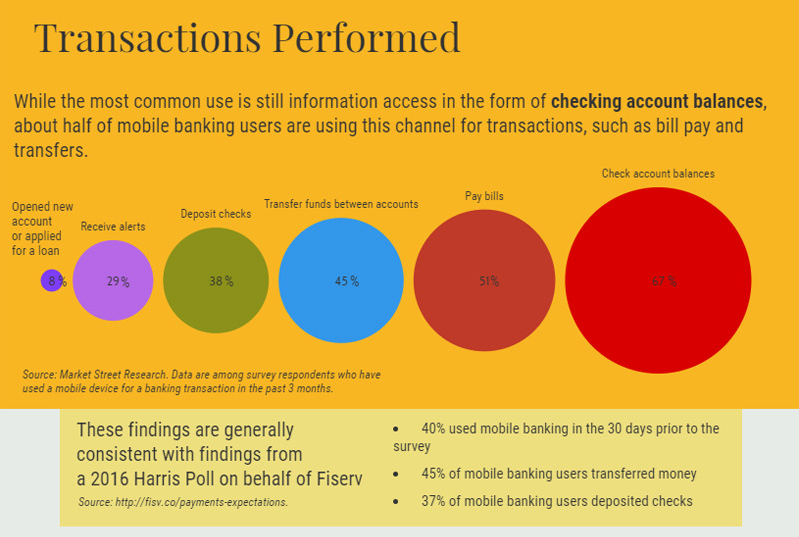 Transactions Performed
While the most common use is still information access in the form of checking account balances,
about half of mobile banking users are using this channel for transactions, such as bill pay and
transfers.
Opened new
account
or applied
for a loan
8 %
Receive alerts
29 %
Deposit checks
38 %
Transfer funds between accounts
45 %
Pay bills
51%
Check account balances
67 %
Source: Market Street Research. Data are among survey respondents who have
used a mobile device for a banking transaction in the past 3 months.
These findings are generally
consistent with findings from
a 2016 Harris Poll on behalf of Fiserv
Source: http://fisv.co/payments-expectations.
• 40% used mobile banking in the 30 days prior to the
survey
• 45% of mobile banking users transferred money
• 37% of mobile banking users deposited checks